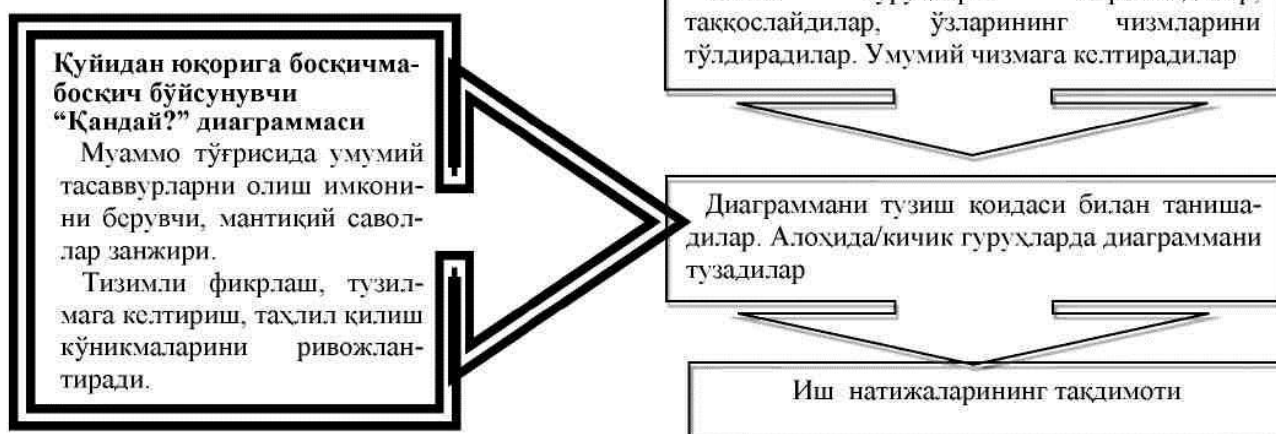 Қуйидан юқорига босқичма-
босқич бўйсунувчи
“Қандай?” диаграммаси
Муаммо тўғрисида умумий
тасаввурларни олиш имкони-
ни берувчи, мантиқий савол-
лар занжири.
Тизимли фикрлаш, тузил-
мага келтириш, таҳлил қилиш
кўникмаларини ривожлан-
тиради.
таққослайдилар, ўзларининг чизмларини
тўлдирадилар. Умумий чизмага келтирадилар
Диаграммани тузиш қоидаси билан таниша-
дилар. Алоҳида/кичик гуруҳларда диаграммани
тузадилар
Иш натижаларининг тақдимоти